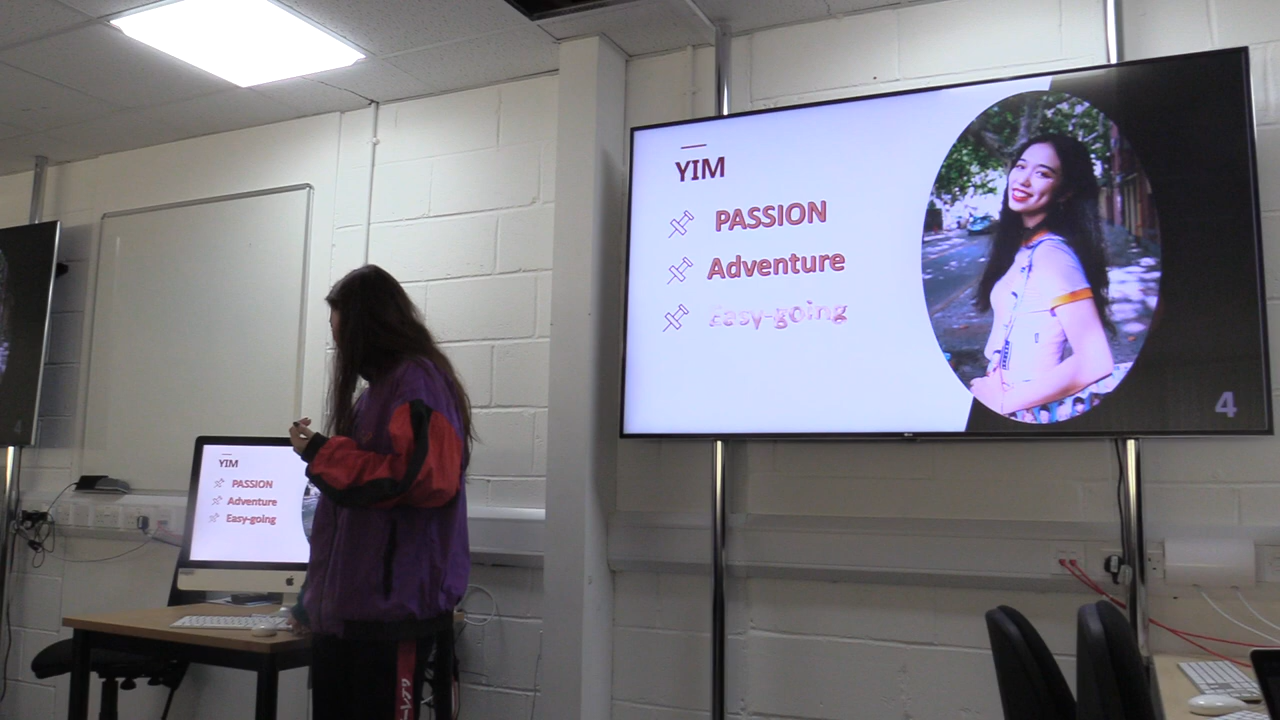 YIM
PASSION
Adventure
Easy-going
4
YIM
PASSION
Adventure
Easy-going